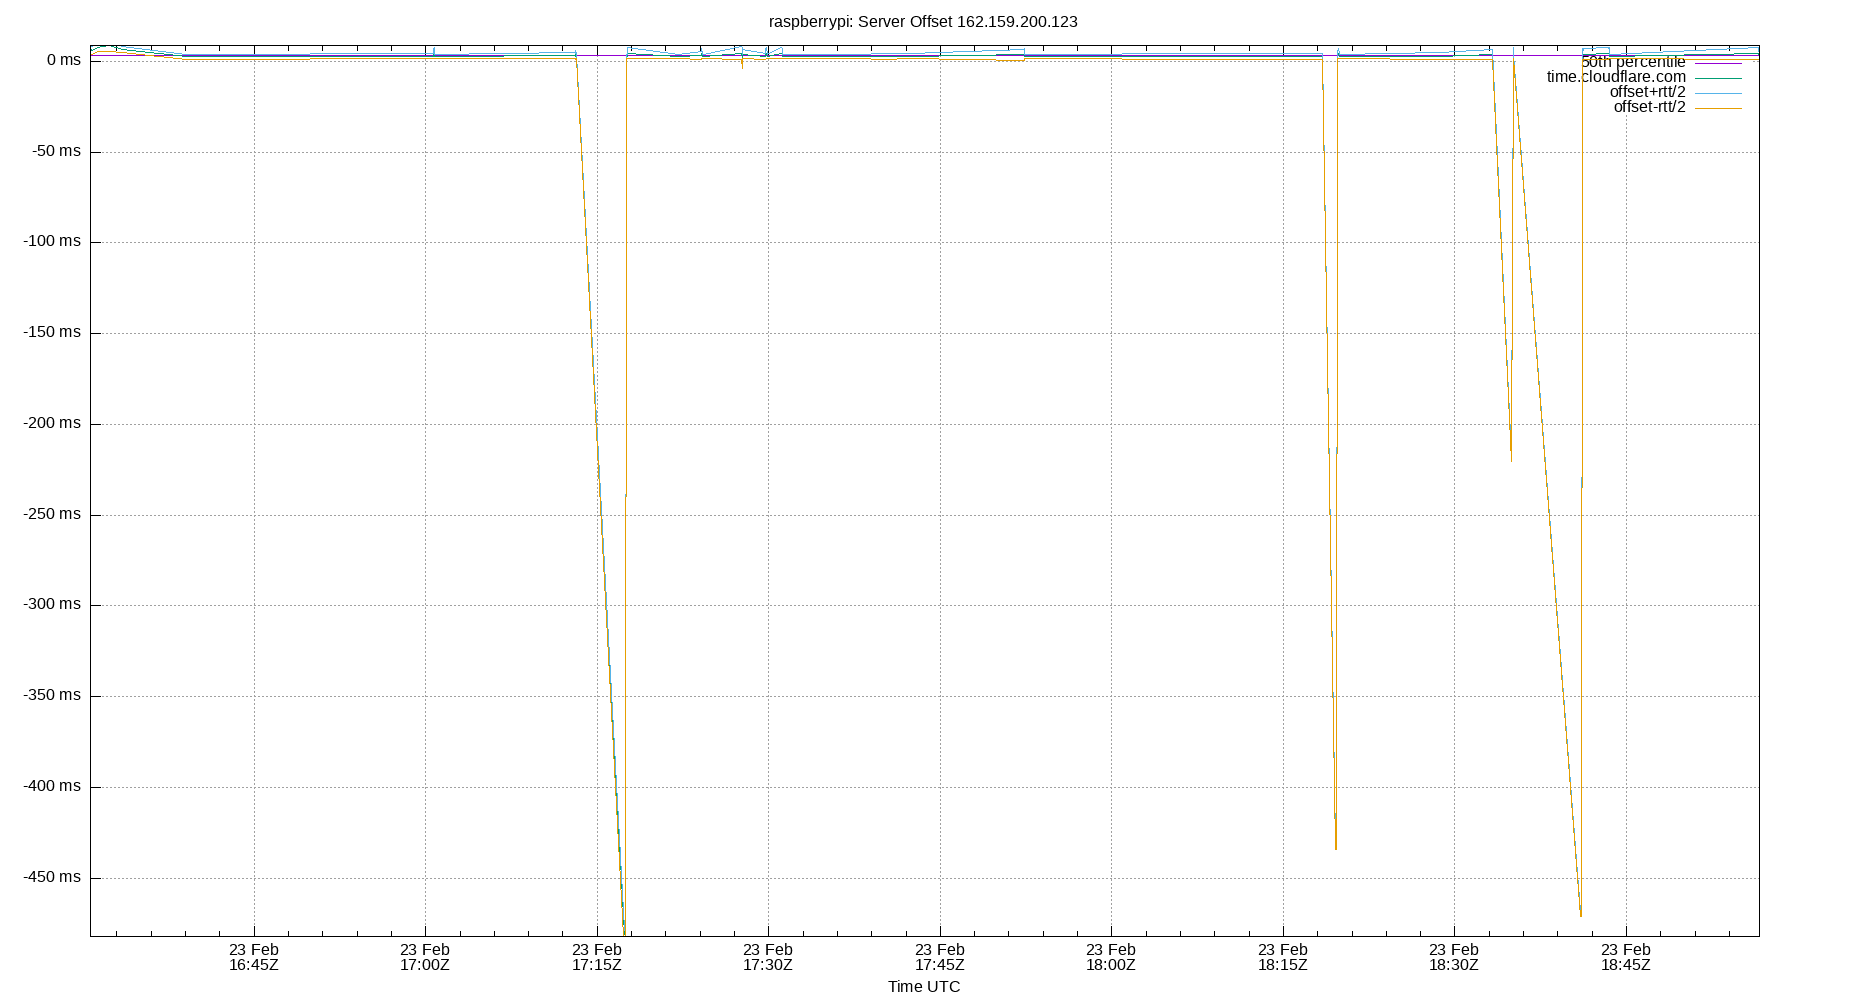 raspberrypi: Server Offset 162.159.200.123
0 ms
-50 ms
-100 ms
-150 ms
-200 ms
-250 ms
-300 ms
-350 ms
-400 ms
-450 ms
50th percentile
time.cloudflare.com
offset+rtt/2
offset-rtt/2
23 Feb
16:45Z
23 Feb
17:00Z
23 Feb
17:15Z
23 Feb
17:30Z
23 Feb
17:45Z
23 Feb
18:00Z
23 Feb
18:15Z
23 Feb
18:30Z
23 Feb
18:45Z
Time UTC